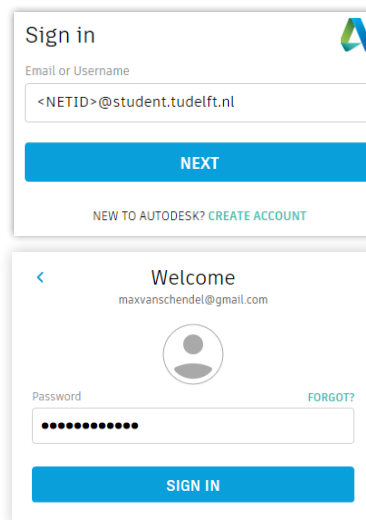 Sign in
Email or Username
<NETID>@student.tudelft.nl
NEXT
NEW TO AUTODESK? CREATE ACCOUNT
Welcome
maxvanschendel@gmail.com
Password FORGOT?
••••••••••••
SIGN IN